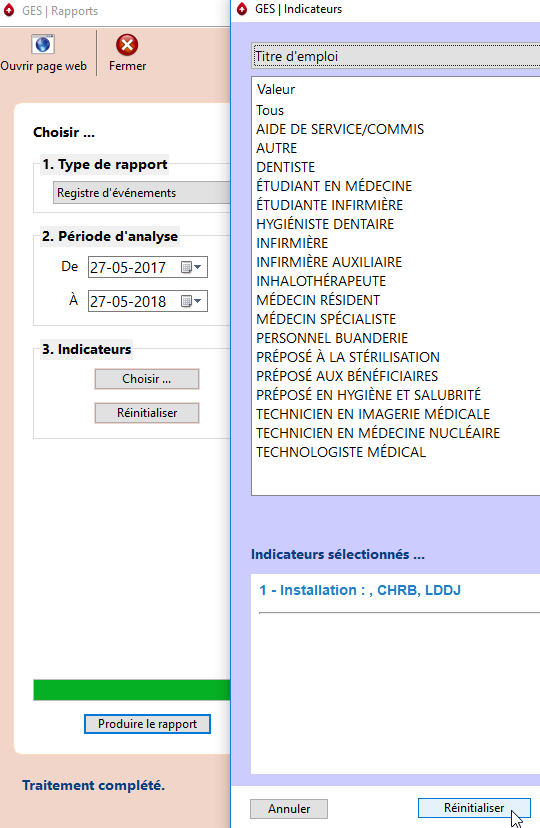 GES | Rapports
Ouvrir page web
Fermer
Choisir ...
1. Type de rapport
Registre d'événements
2. Période d'analyse
De 27-05-2017
À 27-05-2018
3. Indicateurs
Choisir ...
Réinitialiser
Produire le rapport
Traitement complété.
GES | Indicateurs
Titre d'emploi
Valeur
Tous
AIDE DE SERVICE/COMMIS
AUTRE
DENTISTE
ÉTUDIANT EN MÉDECINE
ÉTUDIANTE INFIRMIÈRE
HYGIÉNISTE DENTAIRE
INFIRMIÈRE
INFIRMIÈRE AUXILIAIRE
INHALOTHÉRAPEUTE
MÉDECIN RÉSIDENT
MÉDECIN SPÉCIALISTE
PERSONNEL BUANDERIE
PRÉPOSÉ À LA STÉRILISATION
PRÉPOSÉ AUX BÉNÉFICIAIRES
PRÉPOSÉ EN HYGIÈNE ET SALUBRITÉ
TECHNICIEN EN IMAGERIE MÉDICALE
TECHNICIEN EN MÉDECINE NUCLÉAIRE
TECHNOLOGISTE MÉDICAL
Indicateurs sélectionnés ...
1 - Installation : , CHRB, LDDJ
Annuler
Réinitialiser